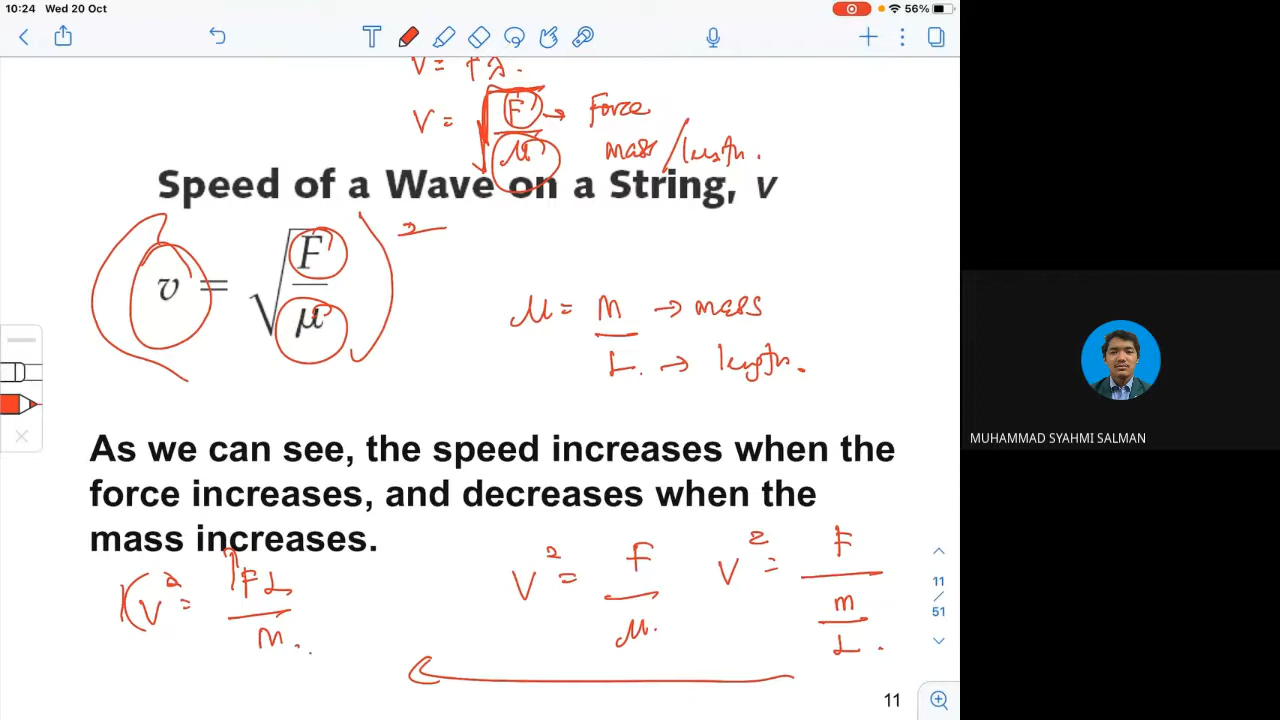 10:24 Wed 20 Oct
56%
V = fλ.
V = √F/μ → Force
mass/length.
Speed of a Wave on a String, v
v = √F/μ
2
μ = m → mass
L. → length.
As we can see, the speed increases when the
force increases, and decreases when the
mass increases.
V² = FL/m.
V² = F/μ.
V² = F/m/L.
11
/
51
11
MUHAMMAD SYAHMI SALMAN